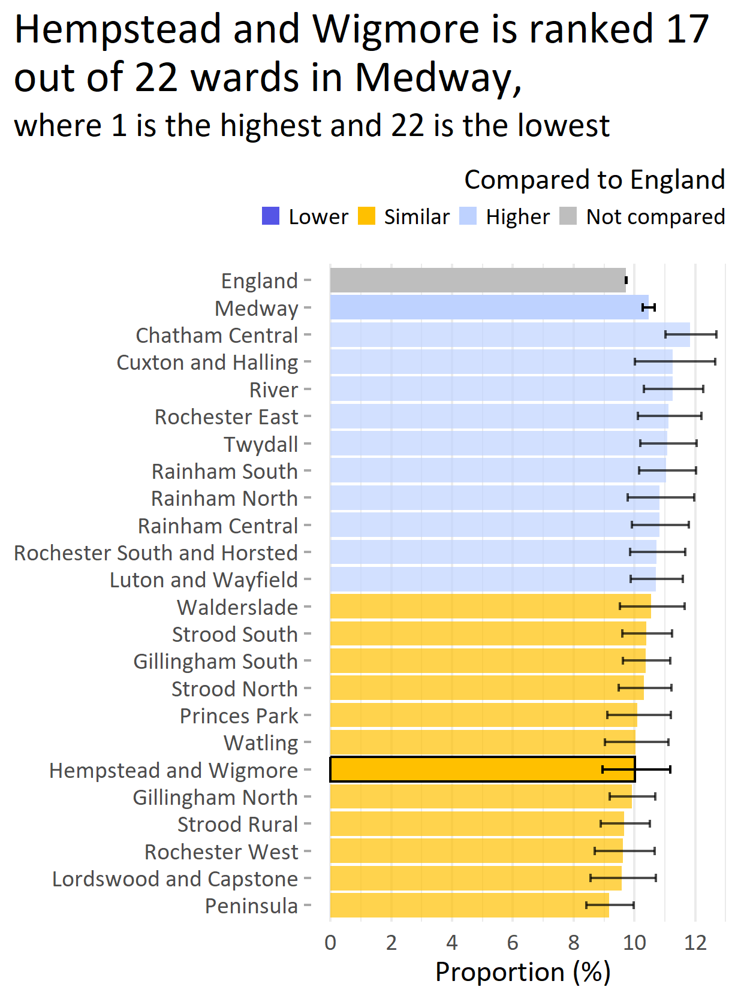 Hempstead and Wigmore is ranked 17
out of 22 wards in Medway,
where 1 is the highest and 22 is the lowest
Compared to England
Lower Similar Higher Not compared
England
Medway
Chatham Central
Cuxton and Halling
River
Rochester East
Twydall
Rainham South
Rainham North
Rainham Central
Rochester South and Horsted
Luton and Wayfield
Walderslade
Strood South
Gillingham South
Strood North
Princes Park
Watling
Hempstead and Wigmore
Gillingham North
Strood Rural
Rochester West
Lordswood and Capstone
Peninsula
0 2 4 6 8 10 12
Proportion (%)